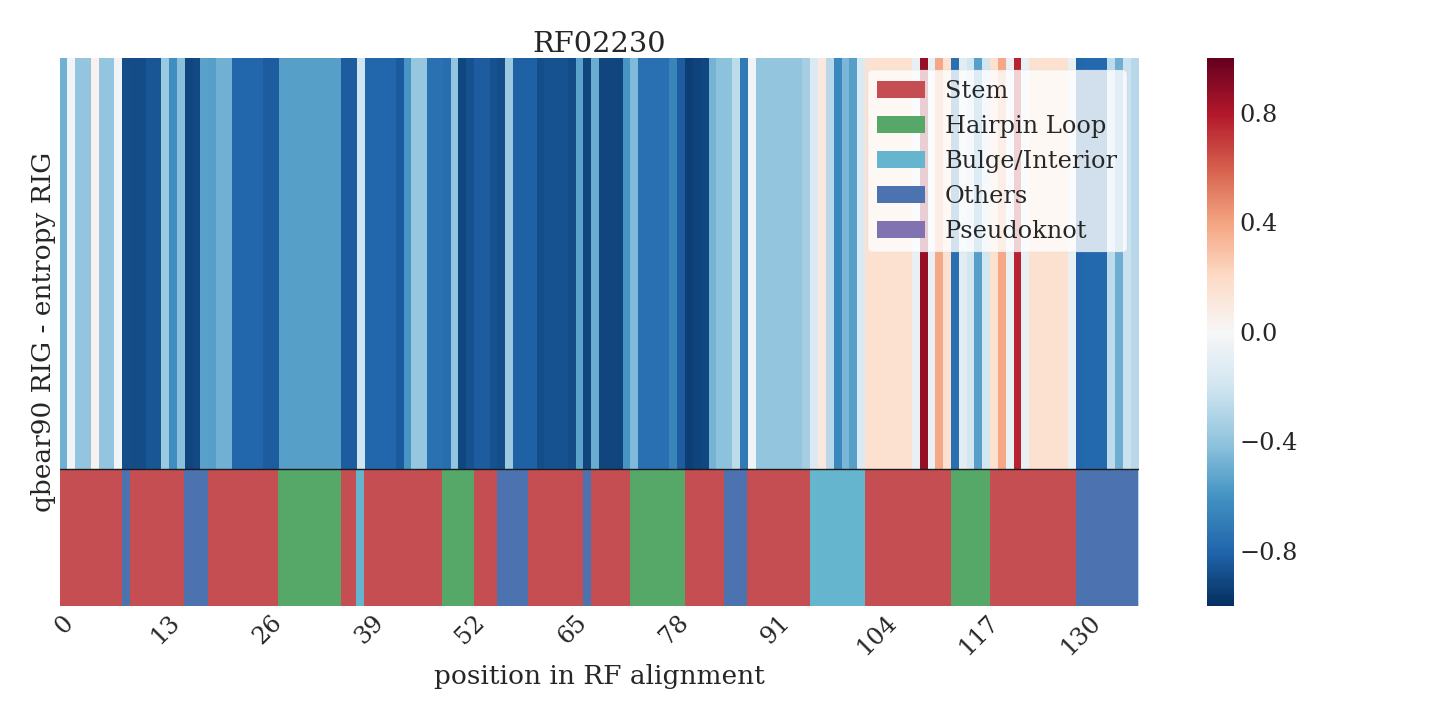 RF02230
qbear90 RIG - entropy RIG
Stem
Hairpin Loop
Bulge/Interior
Others
Pseudoknot
0.8
0.4
0.0
−0.4
−0.8
0 13 26 39 52 65 78 91 104 117 130
position in RF alignment